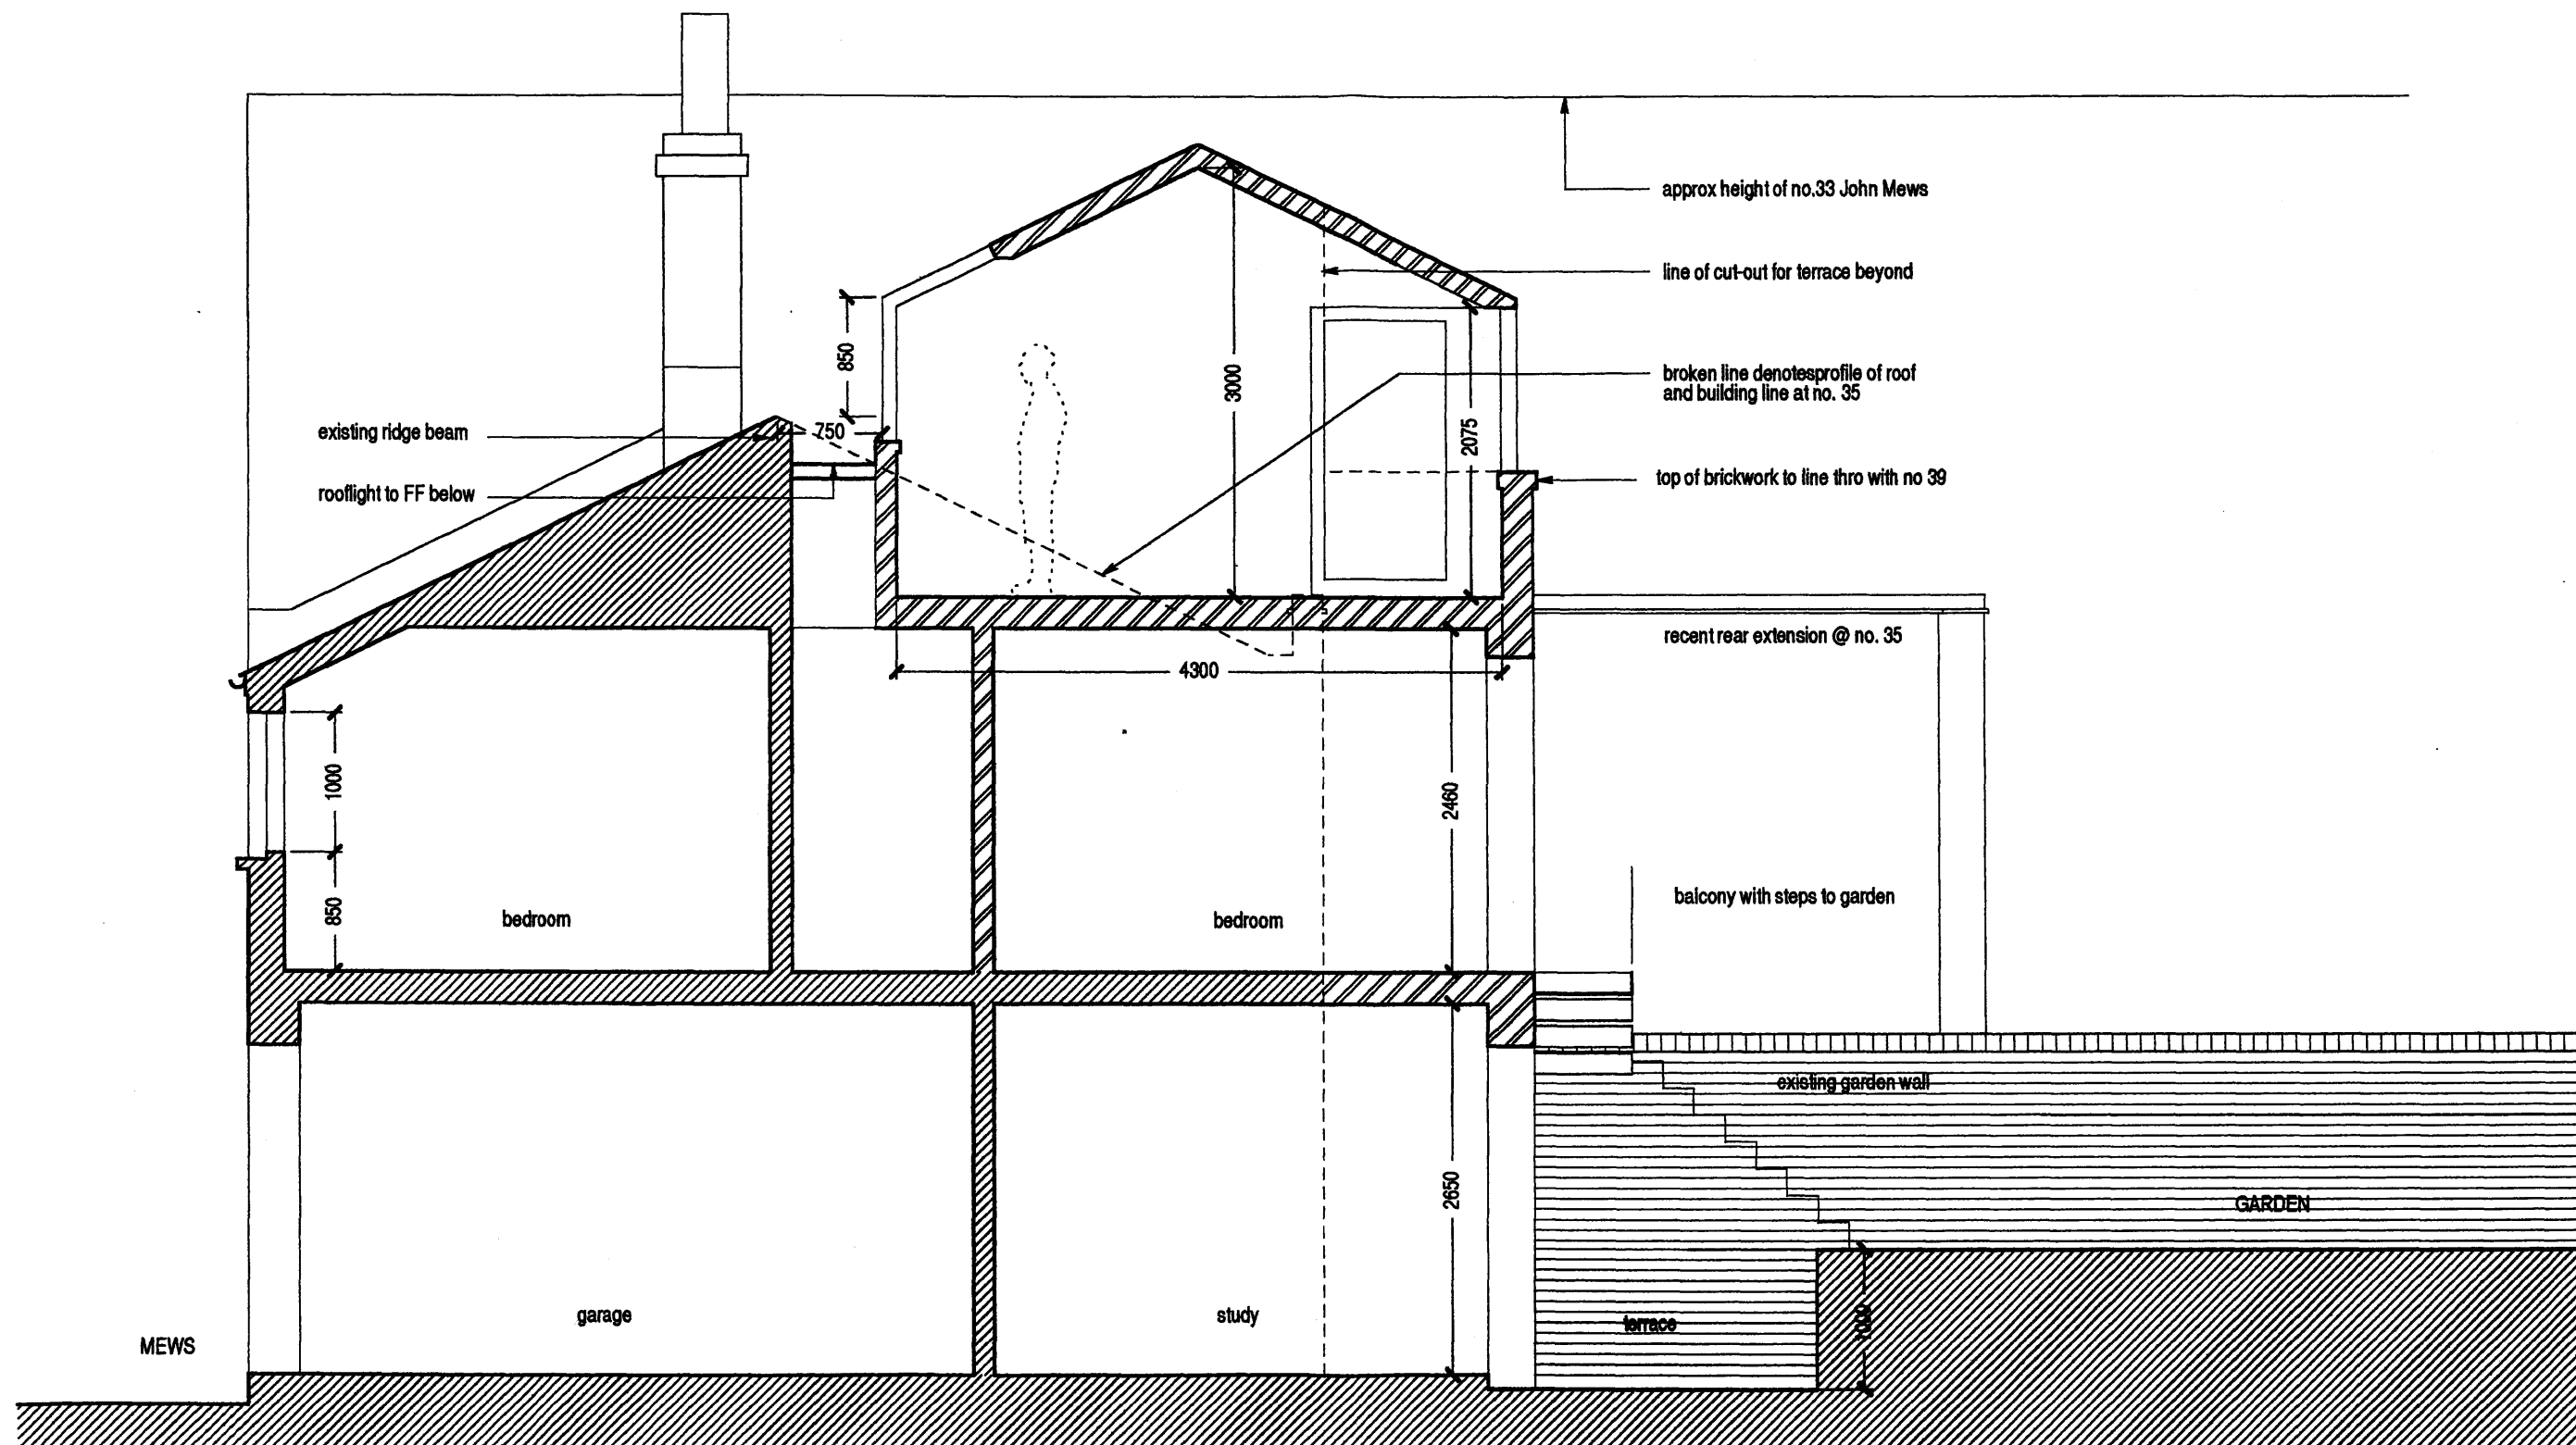 approx height of no.33 John Mews
line of cut-out for terrace beyond
850
3000
broken line denotesprofile of roof
and building line at no. 35
existing ridge beam
750
2075
top of brickwork to line thro with no 39
rooflight to FF below
recent rear extension @ no. 35
4300
1000
2460
850
bedroom
bedroom
balcony with steps to garden
existing garden wall
2650
GARDEN
garage
study
terrace
1000
MEWS